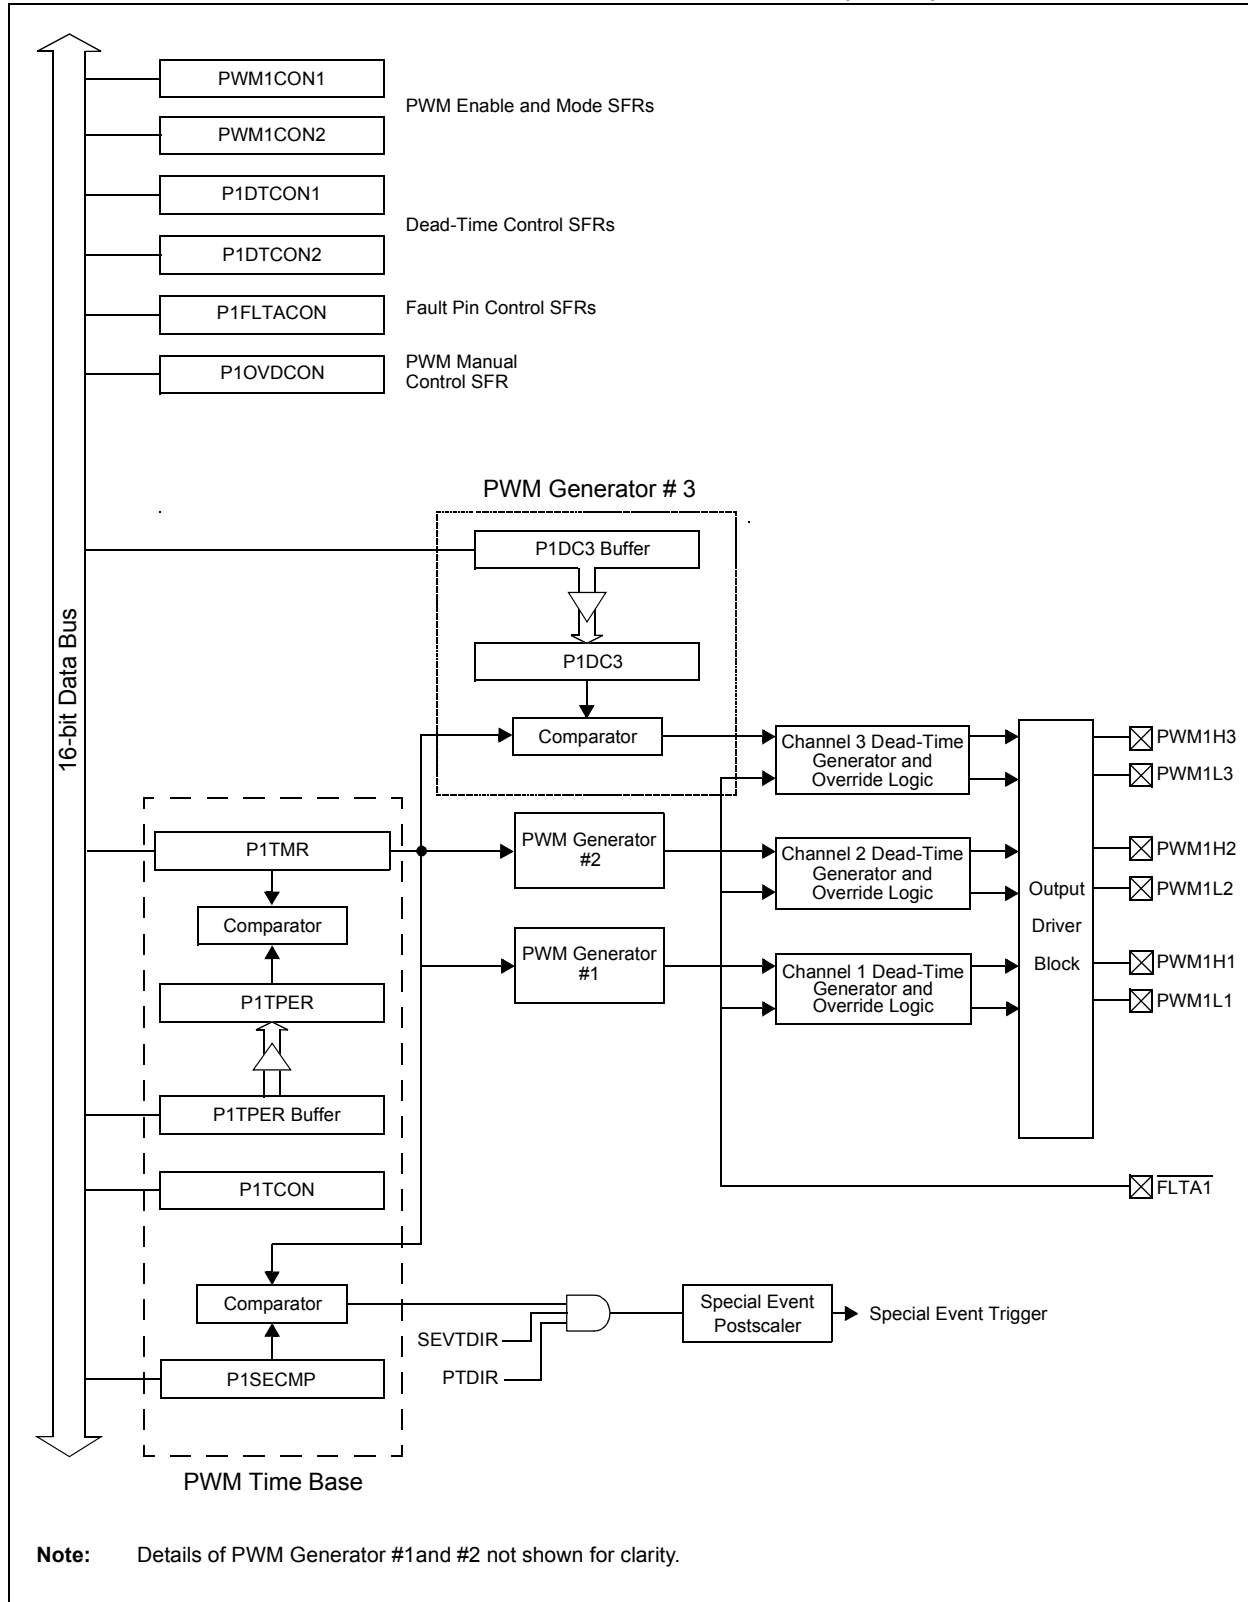 PWM1CON1
PWM Enable and Mode SFRs
PWM1CON2
P1DTCON1
Dead-Time Control SFRs
P1DTCON2
P1FLTACON
Fault Pin Control SFRs
P1OVDCON
PWM Manual
Control SFR
16-bit Data Bus
PWM Generator # 3
P1DC3 Buffer
P1DC3
Comparator
Channel 3 Dead-Time
Generator and
Override Logic
PWM1H3
PWM1L3
P1TMR
PWM Generator
#2
Channel 2 Dead-Time
Generator and
Override Logic
PWM1H2
PWM1L2
Output
Driver
Block
Comparator
PWM Generator
#1
Channel 1 Dead-Time
Generator and
Override Logic
PWM1H1
PWM1L1
P1TPER
P1TPER Buffer
P1TCON
FLTA1
Comparator
SEVTDIR
PTDIR
Special Event
Postscaler
Special Event Trigger
P1SECMP
PWM Time Base
Note: Details of PWM Generator #1and #2 not shown for clarity.